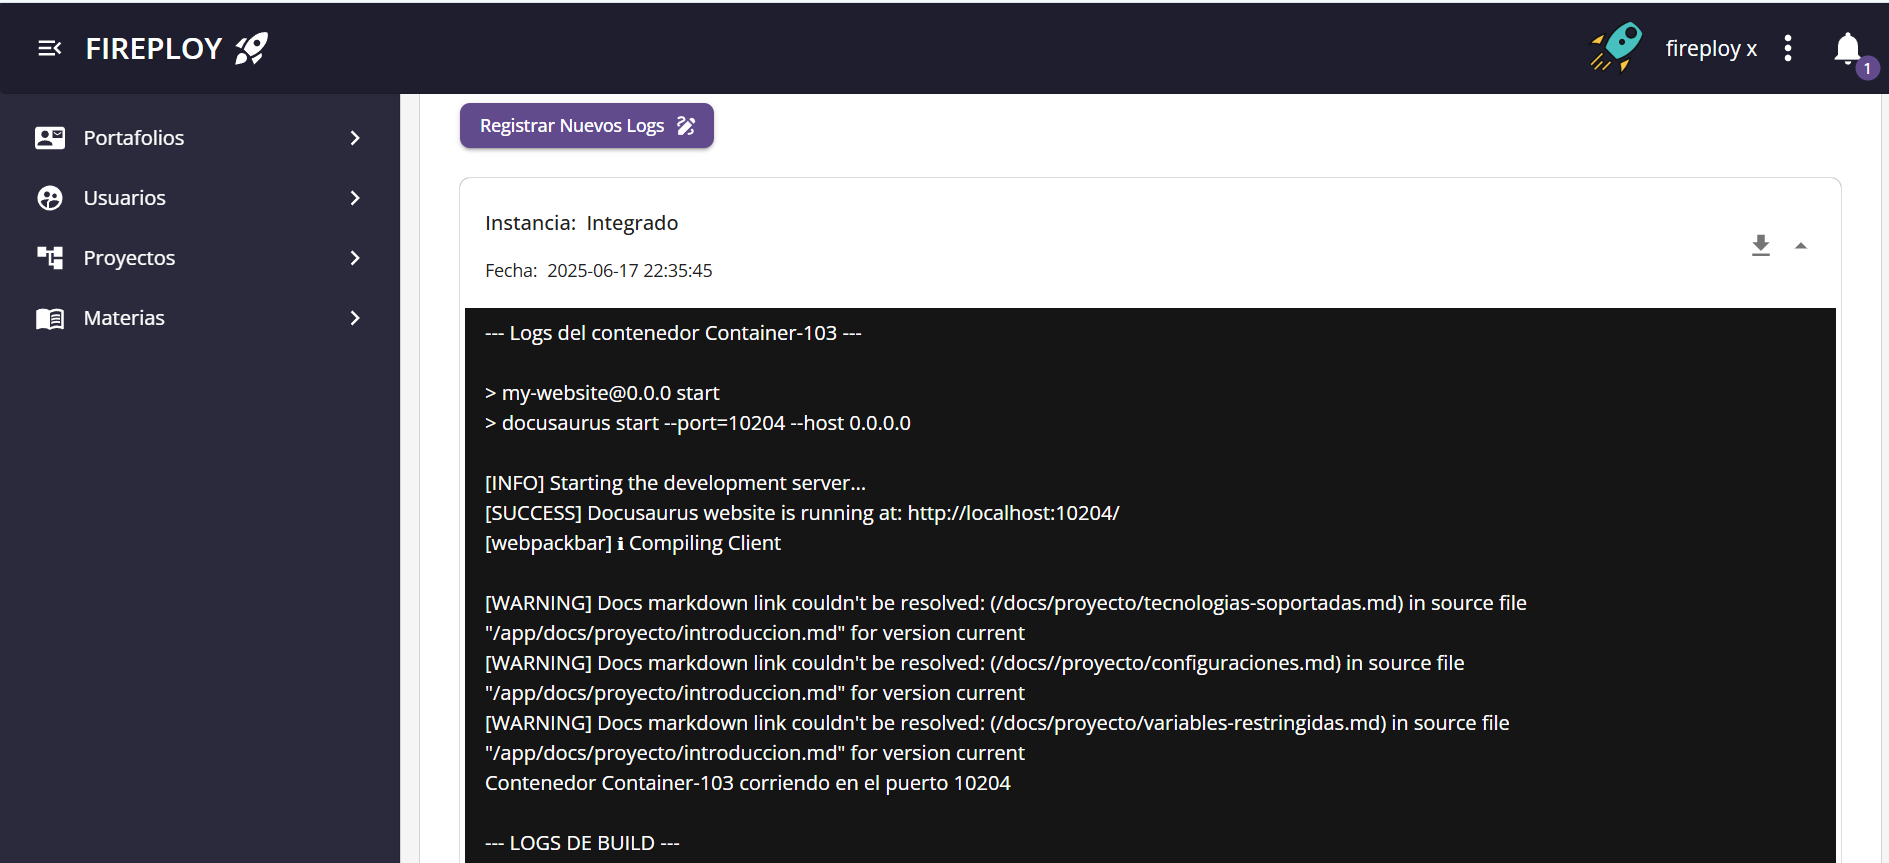 FIREPLOY
fireploy x
1
Portafolios
Usuarios
Proyectos
Materias
Registrar Nuevos Logs
Instancia: Integrado
Fecha: 2025-06-17 22:35:45
--- Logs del contenedor Container-103 ---
> my-website@0.0.0 start
> docusaurus start --port=10204 --host 0.0.0.0
[INFO] Starting the development server...
[SUCCESS] Docusaurus website is running at: http://localhost:10204/
[webpackbar] ℹ Compiling Client
[WARNING] Docs markdown link couldn't be resolved: (/docs/proyecto/tecnologias-soportadas.md) in source file
"/app/docs/proyecto/introduccion.md" for version current
[WARNING] Docs markdown link couldn't be resolved: (/docs//proyecto/configuraciones.md) in source file
"/app/docs/proyecto/introduccion.md" for version current
[WARNING] Docs markdown link couldn't be resolved: (/docs/proyecto/variables-restringidas.md) in source file
"/app/docs/proyecto/introduccion.md" for version current
Contenedor Container-103 corriendo en el puerto 10204
--- LOGS DE BUILD ---